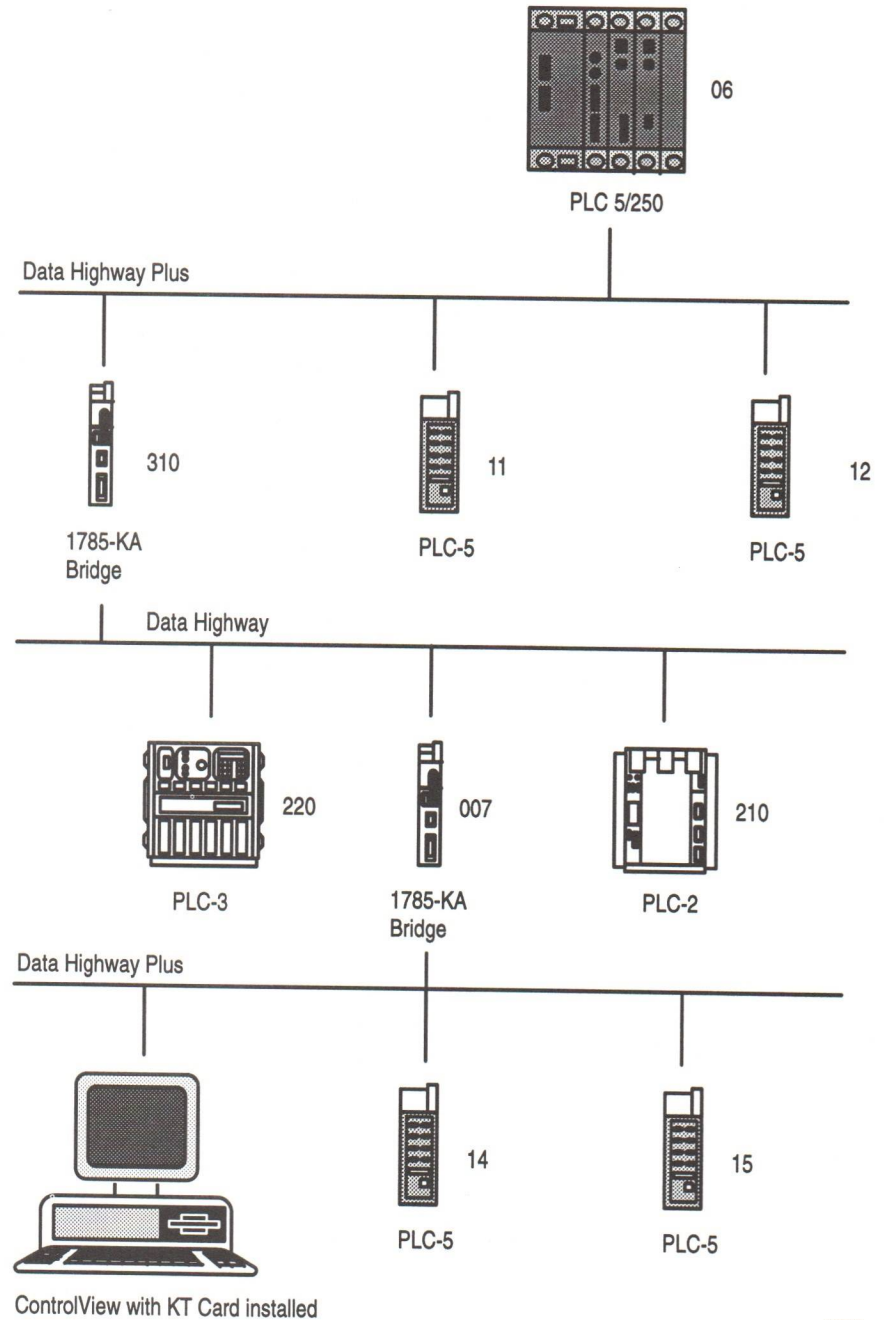 06
PLC 5/250
Data Highway Plus
310
11
12
1785-KA
Bridge
PLC-5
PLC-5
Data Highway
220
007
210
PLC-3
1785-KA
Bridge
PLC-2
Data Highway Plus
14
15
PLC-5
PLC-5
ControlView with KT Card installed